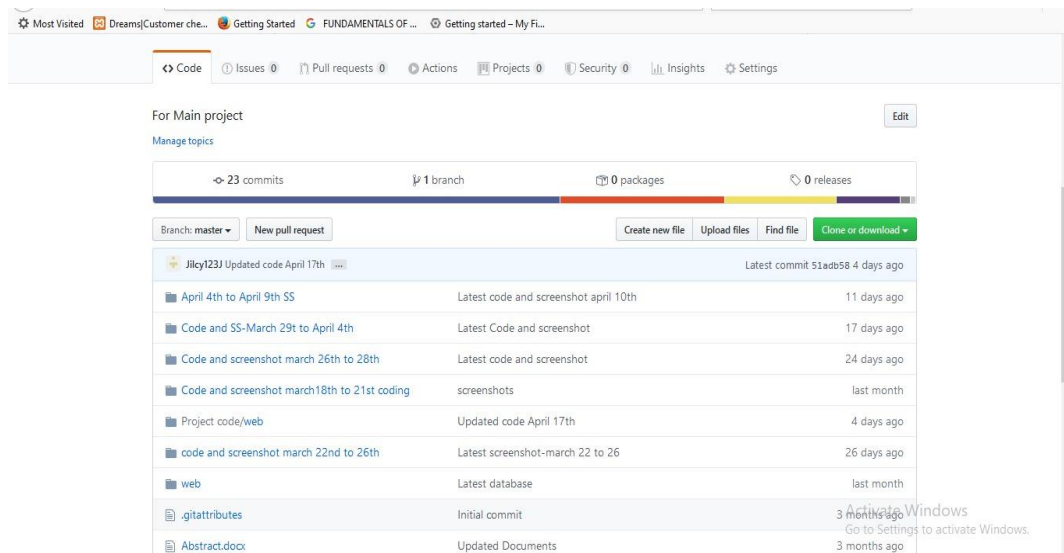 Most Visited Dreams|Customer che... Getting Started G FUNDAMENTALS OF ... Getting started – My Fi...
<> Code Issues 0 Pull requests 0 Actions Projects 0 Security 0 Insights Settings
For Main project Edit
Manage topics
23 commits 1 branch 0 packages 0 releases
Branch: master New pull request Create new file Upload files Find file Clone or download
Jilcy123J Updated code April 17th ... Latest commit 51adb58 4 days ago
April 4th to April 9th SS Latest code and screenshot april 10th 11 days ago
Code and SS-March 29t to April 4th Latest Code and screenshot 17 days ago
Code and screenshot march 26th to 28th Latest code and screenshot 24 days ago
Code and screenshot march18th to 21st coding screenshots last month
Project code/web Updated code April 17th 4 days ago
code and screenshot march 22nd to 26th Latest screenshot-march 22 to 26 26 days ago
web Latest database last month
.gitattributes Initial commit 3 months ago
Activate Windows
Go to Settings to activate Windows.
Abstract.docx Updated Documents 3 months ago